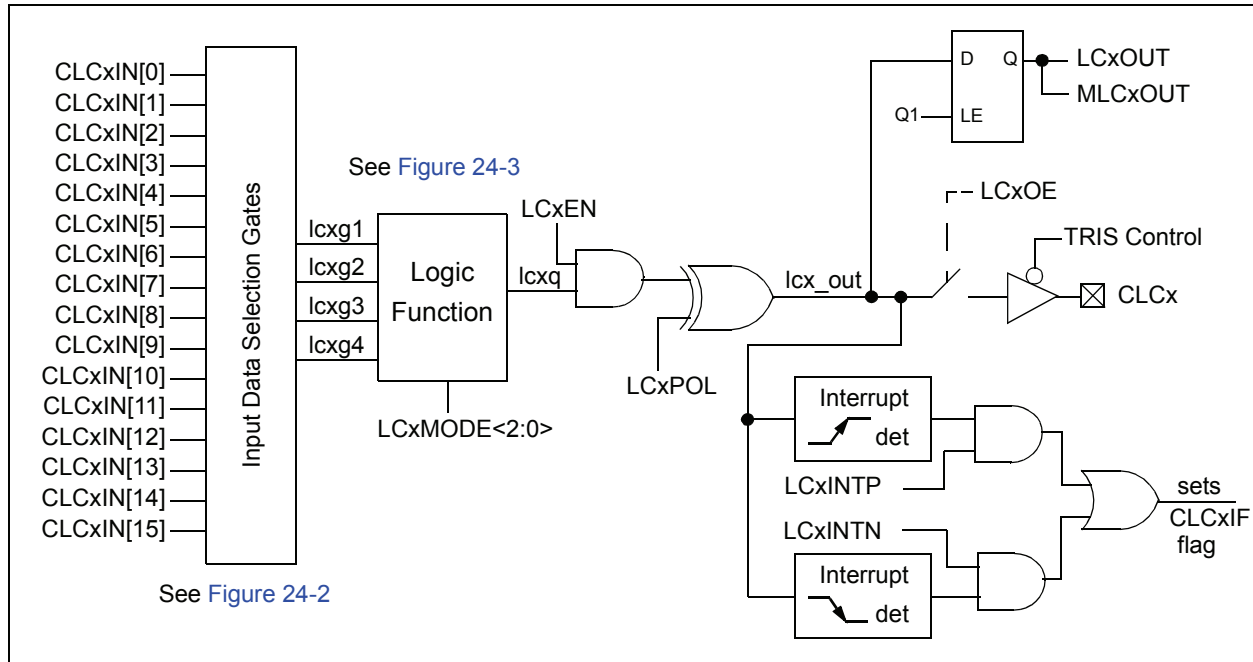 CLCxIN[0]
CLCxIN[1]
CLCxIN[2]
CLCxIN[3]
CLCxIN[4]
CLCxIN[5]
CLCxIN[6]
CLCxIN[7]
CLCxIN[8]
CLCxIN[9]
CLCxIN[10]
CLCxIN[11]
CLCxIN[12]
CLCxIN[13]
CLCxIN[14]
CLCxIN[15]
Input Data Selection Gates
See Figure 24-2
lcxg1
lcxg2
lcxg3
lcxg4
See Figure 24-3
Logic
Function
LCxMODE<2:0>
LCxEN
lcxq
LCxPOL
lcx_out
D
Q
Q1
LE
LCxOUT
MLCxOUT
LCxOE
TRIS Control
CLCx
Interrupt
det
LCxINTP
LCxINTN
Interrupt
det
sets
CLCxIF
flag